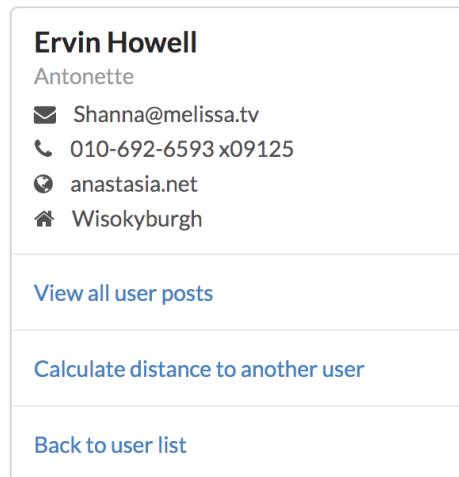 Ervin Howell
Antonette
Shanna@melissa.tv
010-692-6593 x09125
anastasia.net
Wisokyburgh
View all user posts
Calculate distance to another user
Back to user list